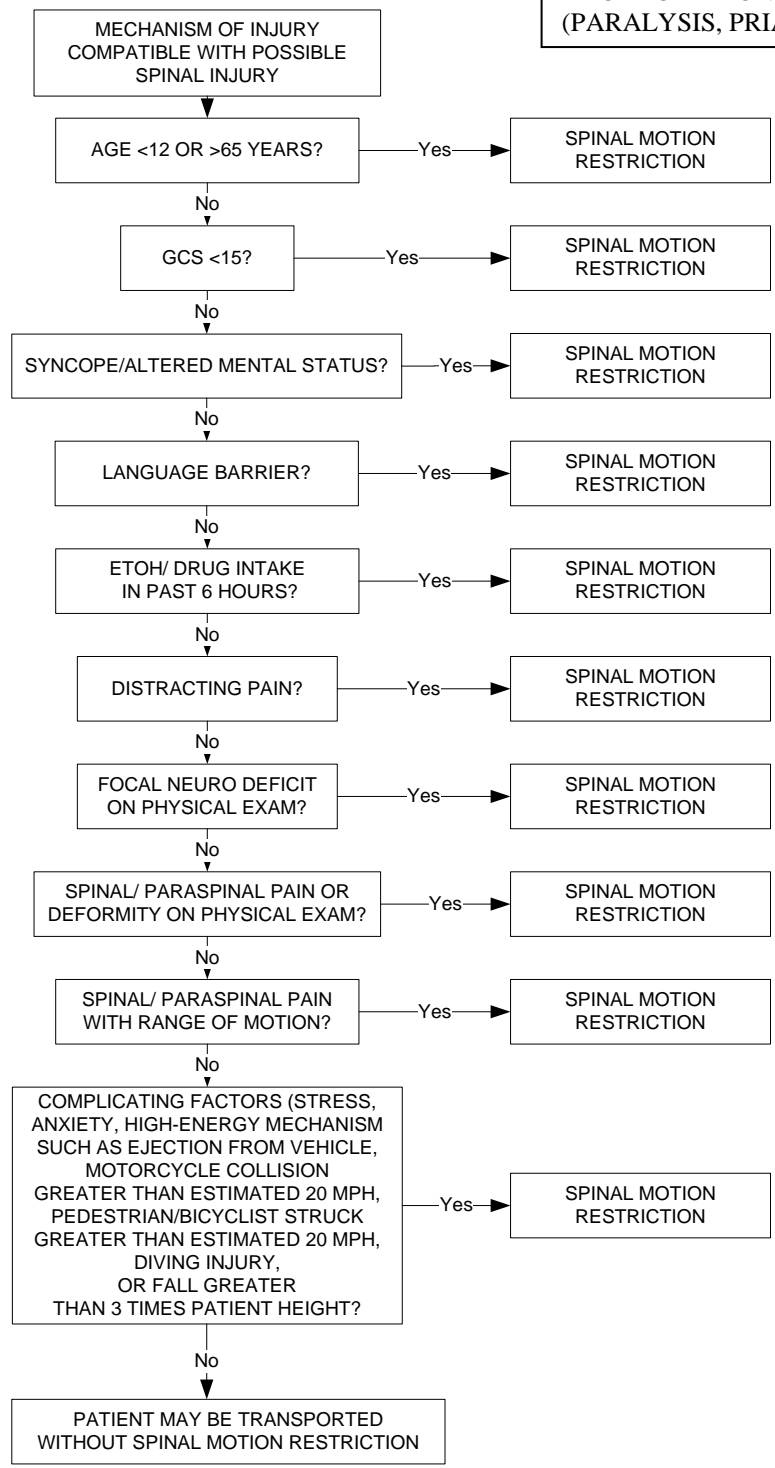 (PARALYSIS,
MECHANISM OF INJURY
COMPATIBLE WITH POSSIBLE
SPINAL INJURY
AGE <12 OR >65 YEARS?
Yes
SPINAL MOTION
RESTRICTION
No
GCS <15?
Yes
SPINAL MOTION
RESTRICTION
No
SYNCOPE/ALTERED MENTAL STATUS?
Yes
SPINAL MOTION
RESTRICTION
No
LANGUAGE BARRIER?
Yes
SPINAL MOTION
RESTRICTION
No
ETOH/ DRUG INTAKE
IN PAST 6 HOURS?
Yes
SPINAL MOTION
RESTRICTION
No
DISTRACTING PAIN?
Yes
SPINAL MOTION
RESTRICTION
No
FOCAL NEURO DEFICIT
ON PHYSICAL EXAM?
Yes
SPINAL MOTION
RESTRICTION
No
SPINAL/ PARASPINAL PAIN OR
DEFORMITY ON PHYSICAL EXAM?
Yes
SPINAL MOTION
RESTRICTION
No
SPINAL/ PARASPINAL PAIN
WITH RANGE OF MOTION?
Yes
SPINAL MOTION
RESTRICTION
No
COMPLICATING FACTORS (STRESS,
ANXIETY, HIGH-ENERGY MECHANISM
SUCH AS EJECTION FROM VEHICLE,
MOTORCYCLE COLLISION
GREATER THAN ESTIMATED 20 MPH,
PEDESTRIAN/BICYCLIST STRUCK
GREATER THAN ESTIMATED 20 MPH,
DIVING INJURY,
OR FALL GREATER
THAN 3 TIMES PATIENT HEIGHT?
Yes
SPINAL MOTION
RESTRICTION
No
PATIENT MAY BE TRANSPORTED
WITHOUT SPINAL MOTION RESTRICTION